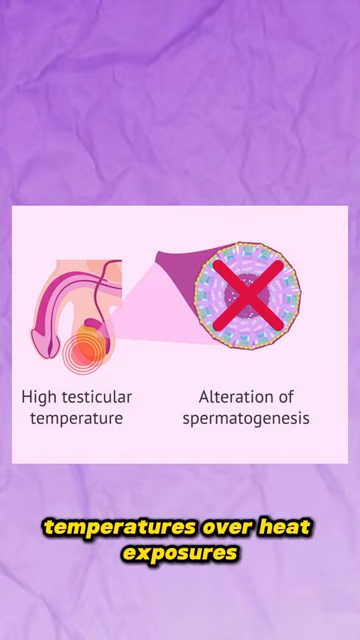 High testicular
temperature
Alteration of
spermatogenesis
temperatures over heat
exposures